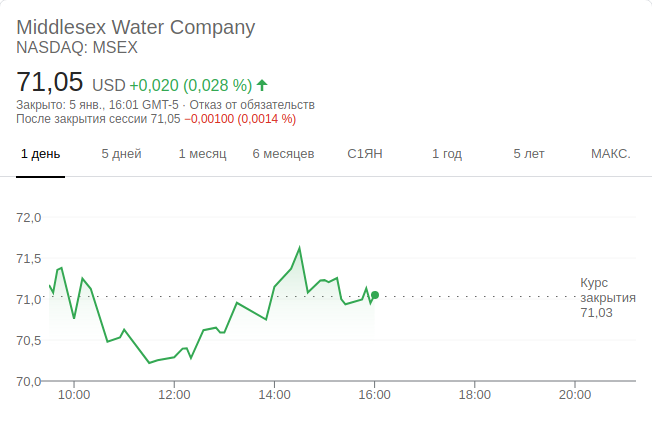 Middlesex Water Company
NASDAQ: MSEX
71,05 USD +0,020 (0,028 %)
Закрыто: 5 янв., 16:01 GMT-5 · Отказ от обязательств
После закрытия сессии 71,05 −0,00100 (0,0014 %)
1 день 5 дней 1 месяц 6 месяцев С1ЯН 1 год 5 лет МАКС.
72,0
71,5
71,0
70,5
70,0
Курс
закрытия
71,03
10:00 12:00 14:00 16:00 18:00 20:00